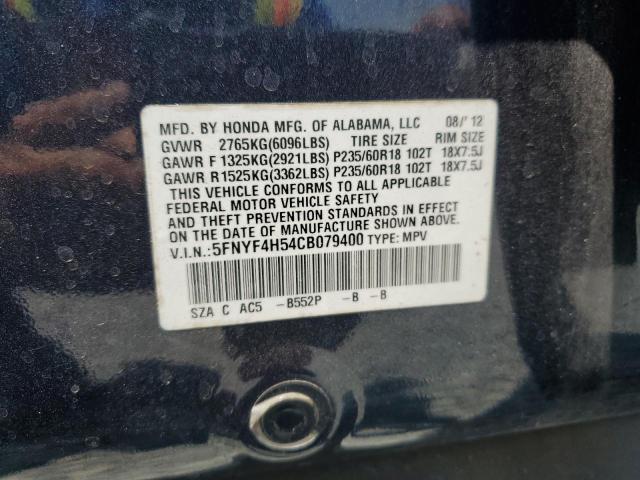 MFD. BY HONDA MFG. OF ALABAMA, LLC 08/'12
GVWR 2765KG(6096LBS) TIRE SIZE RIM SIZE
GAWR F 1325KG(2921LBS) P235/60R18 102T 18X7.5J
GAWR R 1525KG(3362LBS) P235/60R18 102T 18X7.5J
THIS VEHICLE CONFORMS TO ALL APPLICABLE
FEDERAL MOTOR VEHICLE SAFETY
AND THEFT PREVENTION STANDARDS IN EFFECT
ON THE DATE OF MANUFACTURE SHOWN ABOVE.
V.I.N.:5FNYF4H54CB079400 TYPE: MPV
SZA C AC5 -B552P -B -B